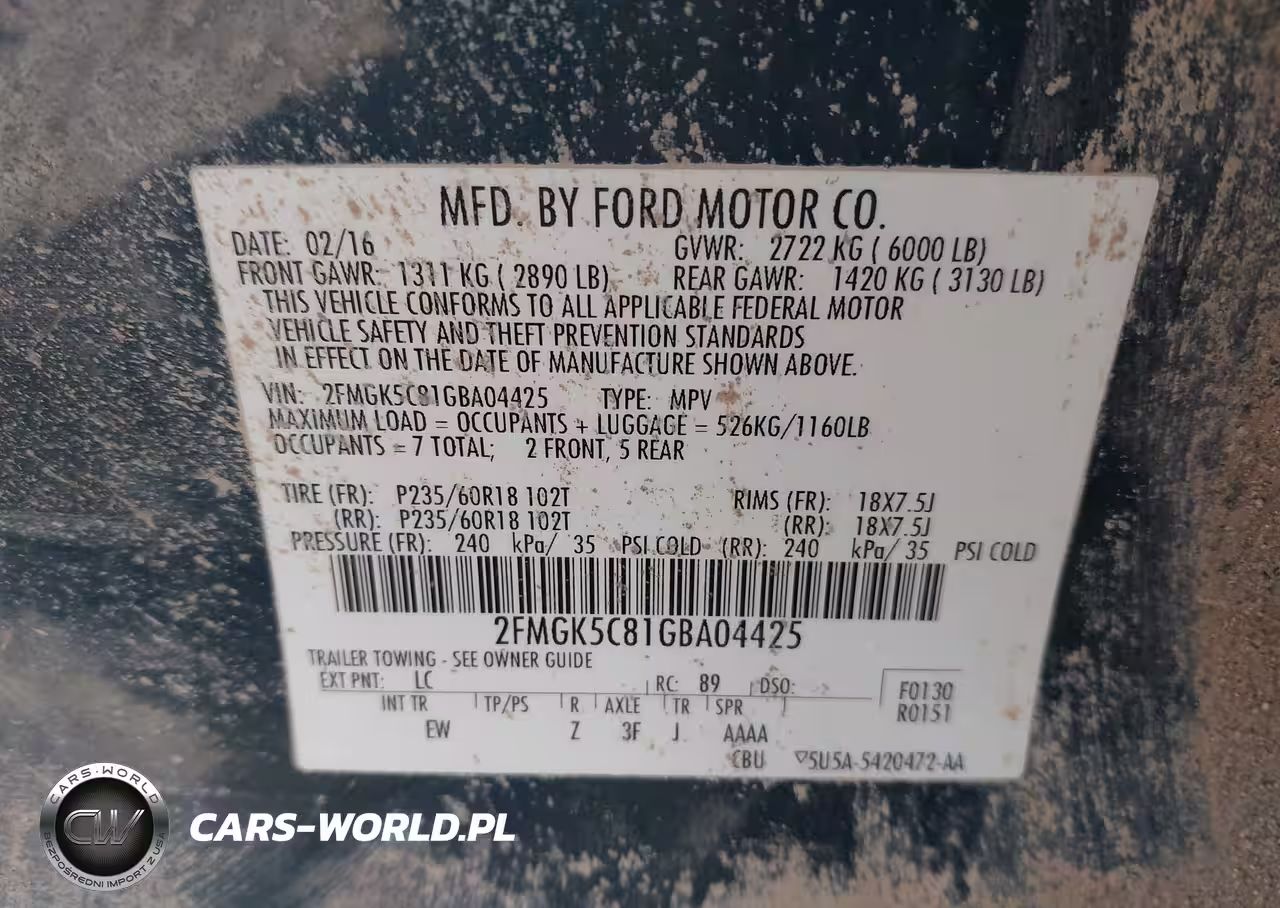 MFD. BY FORD MOTOR CO.
DATE: 02/16 GVWR: 2722 KG ( 6000 LB)
FRONT GAWR: 1311 KG ( 2890 LB) REAR GAWR: 1420 KG ( 3130 LB)
THIS VEHICLE CONFORMS TO ALL APPLICABLE FEDERAL MOTOR
VEHICLE SAFETY AND THEFT PREVENTION STANDARDS
IN EFFECT ON THE DATE OF MANUFACTURE SHOWN ABOVE.
VIN: 2FMGK5C81GBA04425 TYPE: MPV
MAXIMUM LOAD = OCCUPANTS + LUGGAGE = 526KG/1160LB
OCCUPANTS = 7 TOTAL; 2 FRONT, 5 REAR
TIRE (FR): P235/60R18 102T RIMS (FR): 18X7.5J
(RR): P235/60R18 102T (RR): 18X7.5J
PRESSURE (FR): 240 kPa/ 35 PSI COLD (RR): 240 kPa/ 35 PSI COLD
2FMGK5C81GBA04425
TRAILER TOWING - SEE OWNER GUIDE
EXT PNT: LC RC: 89 DSO:
F0130
INT TR TP/PS R AXLE TR SPR
R0151
EW Z 3F J AAAA
CBU ▽5U5A-5420472-AA
CARS-WORLD
CW
BEZPOŚREDNI IMPORT Z USA
CARS-WORLD.PL